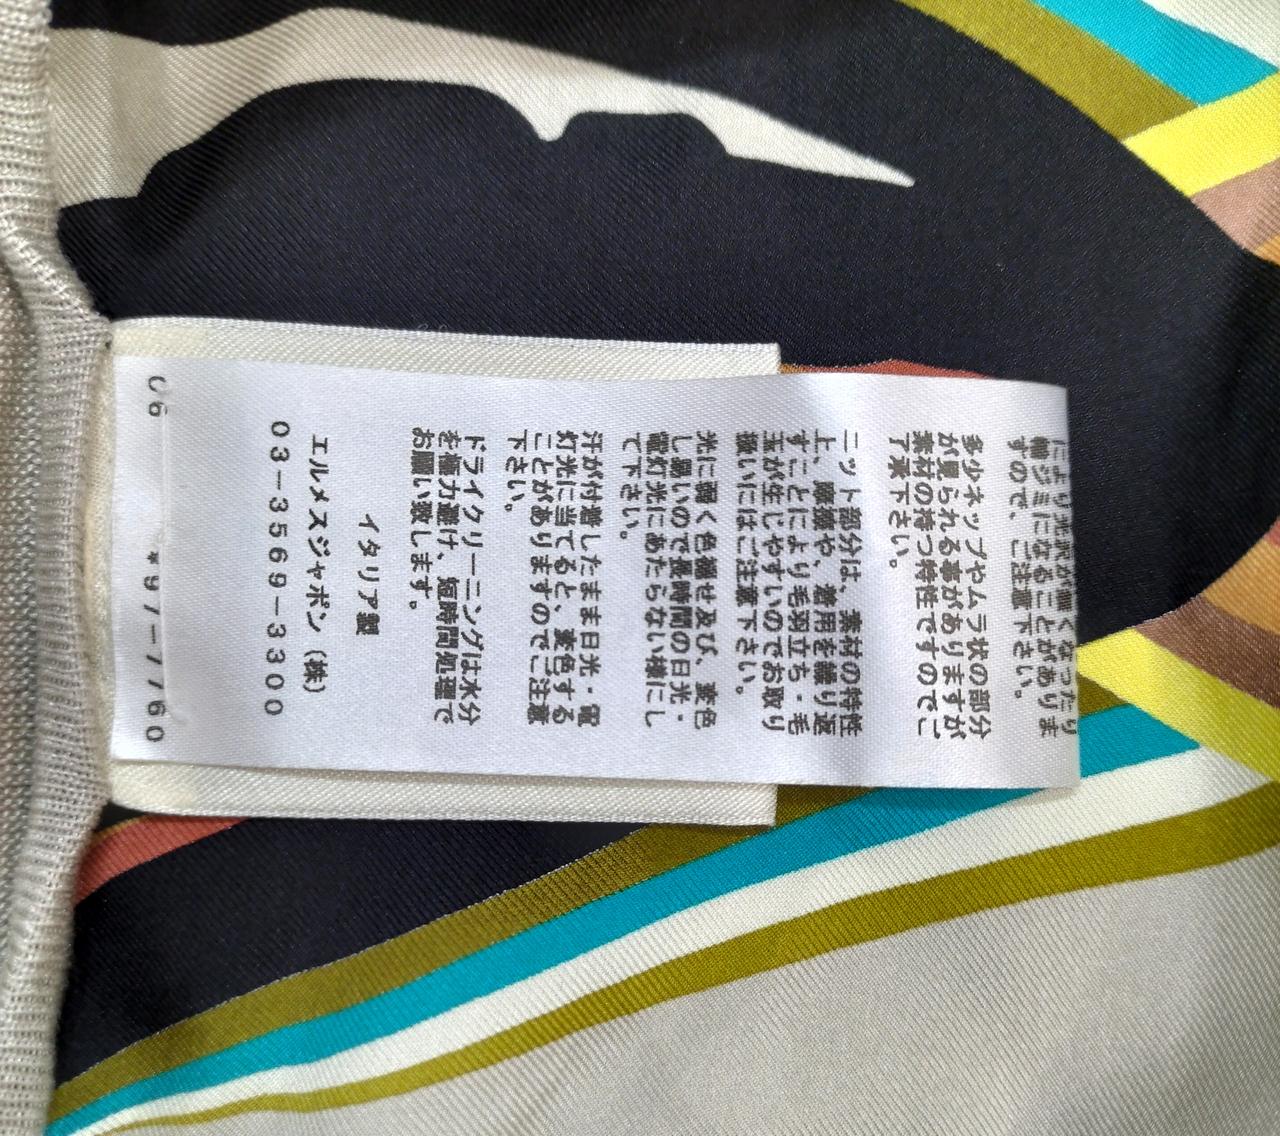 により光沢が無くなったり
軸ジミになることがありま
すので、ご注意下さい。
多少ネップやムラ状の部分
が見られる事がありますが
素材の持つ特性ですのでご
了承下さい。
ニット部分は、素材の特性
上、摩擦や、着用を繰り返
すことにより毛羽立ち・毛
玉が生じやすいのでお取り
扱いにはご注意下さい。
光に弱く色褪せ及び、変色
し易いので長時間の日光・
電灯光にあたらない様にし
て下さい。
汗が付着したまま日光・電
灯光に当てると、変色する
ことがありますのでご注意
下さい。
ドライクリーニングは水分
を極力避け、短時間処理で
お願い致します。
イタリア製
エルメスジャポン（株）
03-3569-3300